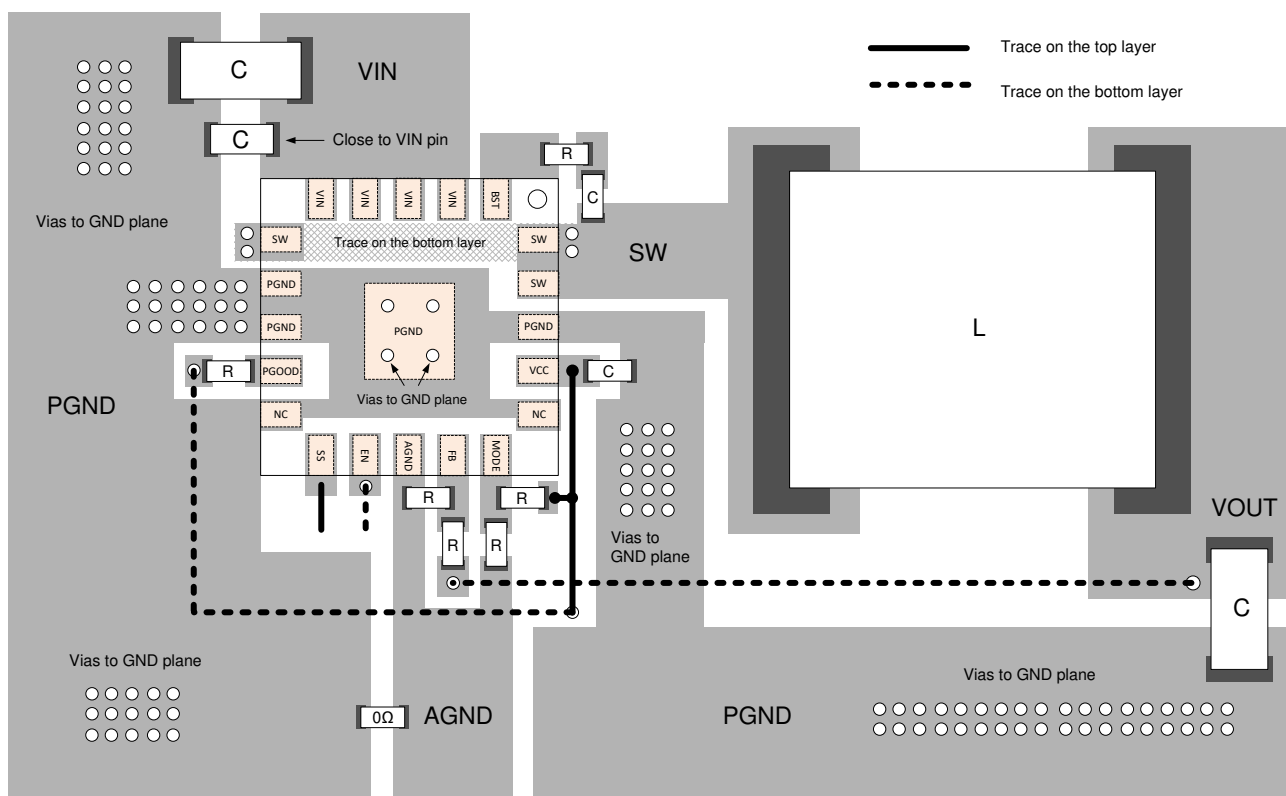 C
VIN
Trace on the top layer
Trace on the bottom layer
C
Close to VIN pin
R
C
VIN
VIN
VIN
VIN
BST
Vias to GND plane
SW
Trace on the bottom layer
SW
SW
PGND
SW
PGND
PGND
PGND
L
PGOOD
R
VCC
C
Vias to GND plane
PGND
NC
NC
SS
EN
AGND
FB
MODE
R
R
VOUT
Vias to
GND plane
R
R
C
Vias to GND plane
Vias to GND plane
0Ω
AGND
PGND